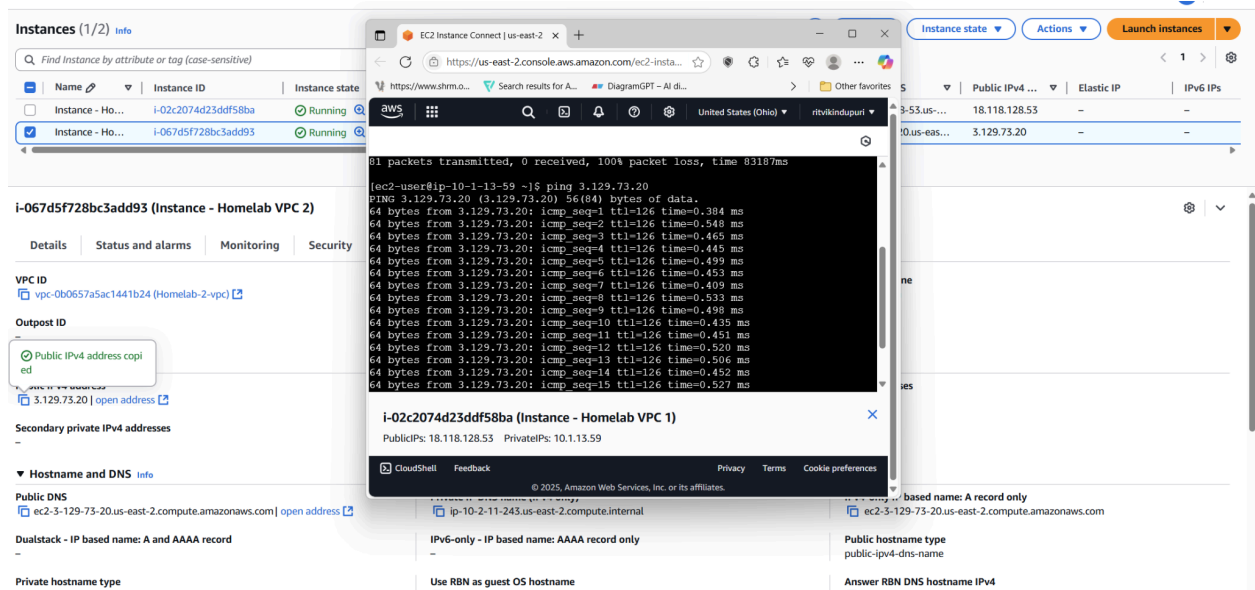 Instances (1/2) Info
Instance state
Actions
Launch instances
Find Instance by attribute or tag (case-sensitive)
1
Name
Instance ID
Instance state
Public IPv4 ...
Elastic IP
IPv6 IPs
Instance - Ho...
i-02c2074d23ddf58ba
Running
18.118.128.53
–
–
Instance - Ho...
i-067d5f728bc3add93
Running
3.129.73.20
–
–
i-067d5f728bc3add93 (Instance - Homelab VPC 2)
Details
Status and alarms
Monitoring
Security
VPC ID
vpc-0b0657a5ac1441b24 (Homelab-2-vpc)
Outpost ID
–
Public IPv4 address copi
ed
3.129.73.20 | open address
Secondary private IPv4 addresses
–
Hostname and DNS Info
Public DNS
ec2-3-129-73-20.us-east-2.compute.amazonaws.com | open address
ip-10-2-11-243.us-east-2.compute.internal
ec2-3-129-73-20.us-east-2.compute.amazonaws.com
Dualstack - IP based name: A and AAAA record
–
IPv6-only - IP based name: AAAA record only
–
Public hostname type
public-ipv4-dns-name
Private hostname type
Use RBN as guest OS hostname
Answer RBN DNS hostname IPv4
EC2 Instance Connect | us-east-2
https://us-east-2.console.aws.amazon.com/ec2-insta...
https://www.shrm.o...
Search results for A...
DiagramGPT – AI di...
Other favorites
aws
United States (Ohio)
ritvikindupuri
81 packets transmitted, 0 received, 100% packet loss, time 83187ms
[ec2-user@ip-10-1-13-59 ~]$ ping 3.129.73.20
PING 3.129.73.20 (3.129.73.20) 56(84) bytes of data.
64 bytes from 3.129.73.20: icmp_seq=1 ttl=126 time=0.384 ms
64 bytes from 3.129.73.20: icmp_seq=2 ttl=126 time=0.548 ms
64 bytes from 3.129.73.20: icmp_seq=3 ttl=126 time=0.465 ms
64 bytes from 3.129.73.20: icmp_seq=4 ttl=126 time=0.445 ms
64 bytes from 3.129.73.20: icmp_seq=5 ttl=126 time=0.499 ms
64 bytes from 3.129.73.20: icmp_seq=6 ttl=126 time=0.453 ms
64 bytes from 3.129.73.20: icmp_seq=7 ttl=126 time=0.409 ms
64 bytes from 3.129.73.20: icmp_seq=8 ttl=126 time=0.533 ms
64 bytes from 3.129.73.20: icmp_seq=9 ttl=126 time=0.498 ms
64 bytes from 3.129.73.20: icmp_seq=10 ttl=126 time=0.435 ms
64 bytes from 3.129.73.20: icmp_seq=11 ttl=126 time=0.451 ms
64 bytes from 3.129.73.20: icmp_seq=12 ttl=126 time=0.520 ms
64 bytes from 3.129.73.20: icmp_seq=13 ttl=126 time=0.506 ms
64 bytes from 3.129.73.20: icmp_seq=14 ttl=126 time=0.452 ms
64 bytes from 3.129.73.20: icmp_seq=15 ttl=126 time=0.527 ms
i-02c2074d23ddf58ba (Instance - Homelab VPC 1)
PublicIPs: 18.118.128.53 PrivateIPs: 10.1.13.59
CloudShell
Feedback
Privacy
Terms
Cookie preferences
© 2025, Amazon Web Services, Inc. or its affiliates.